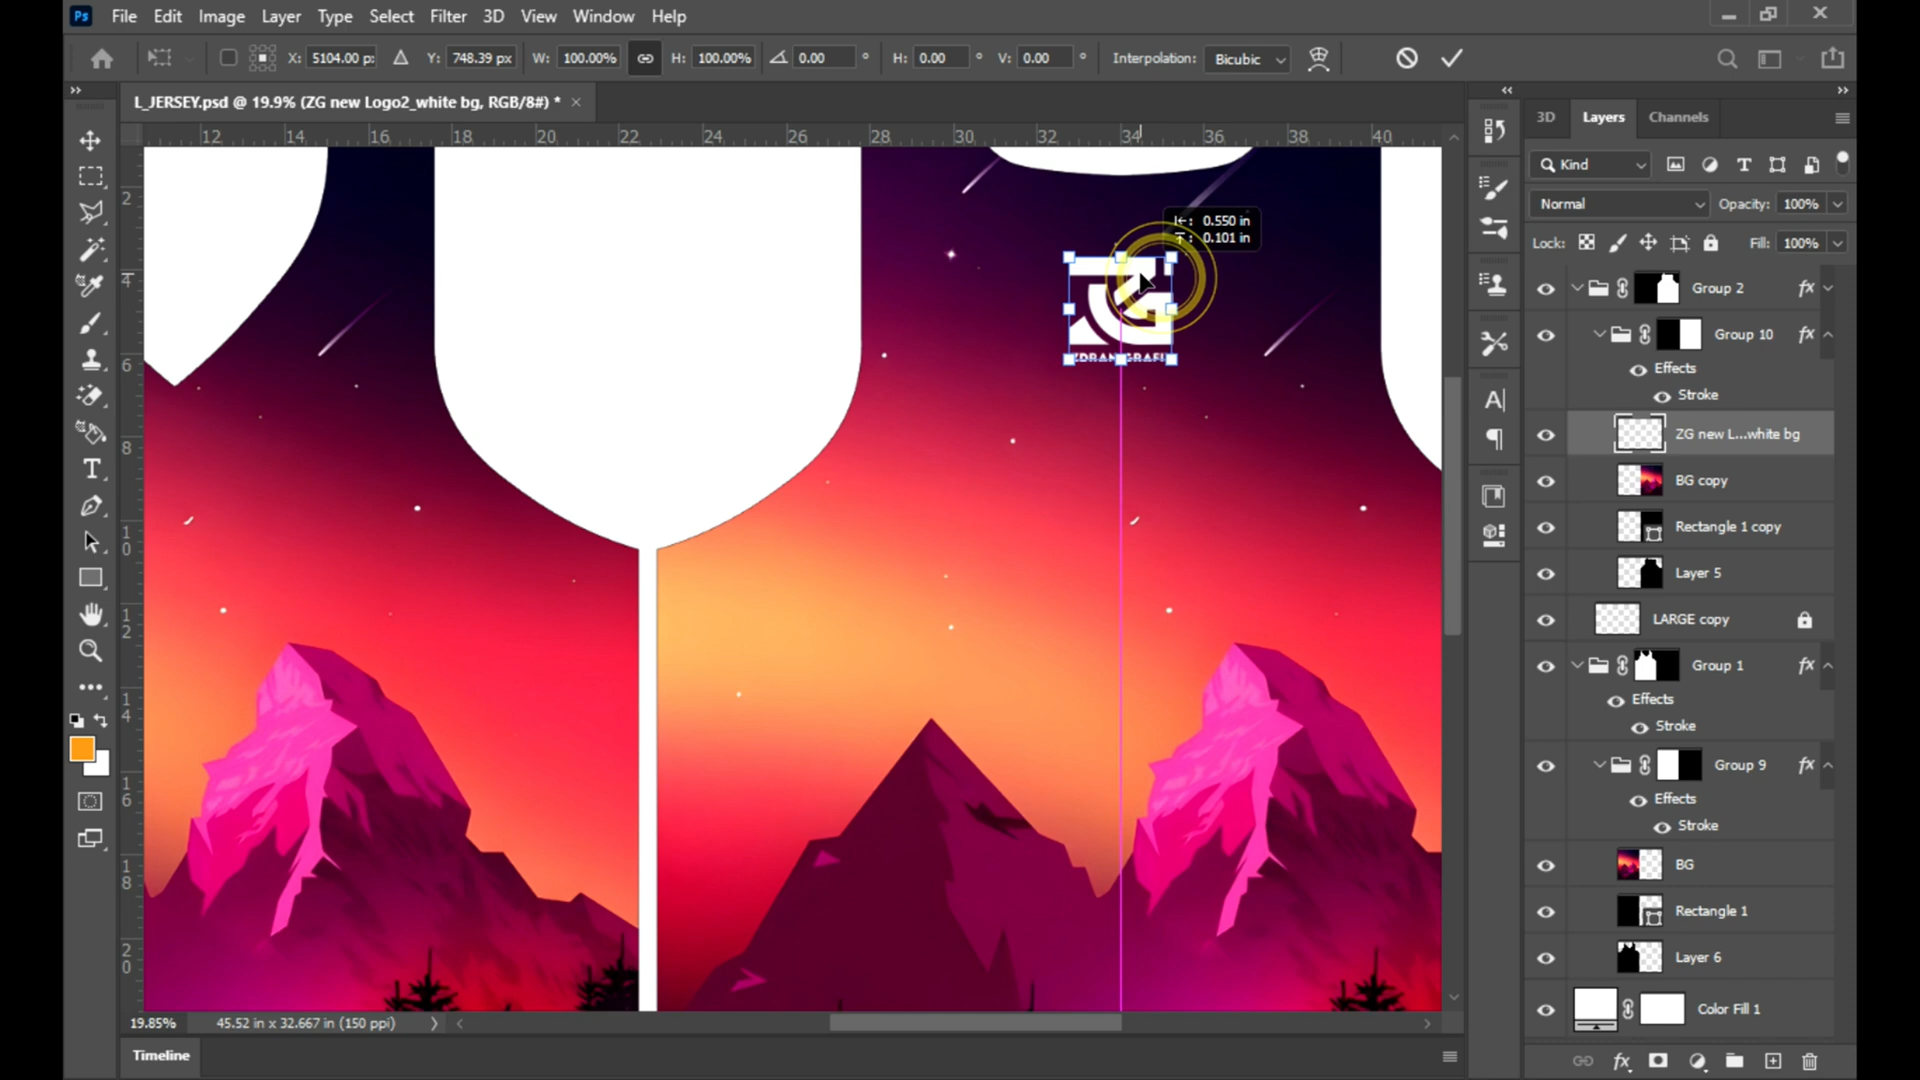 Ps File Edit Image Layer Type Select Filter 3D View Window Help
X: 5104.00 p: Y: 748.39 px W: 100.00% H: 100.00% 0.00 ° H: 0.00 ° V: 0.00 ° Interpolation: Bicubic
L_JERSEY.psd @ 19.9% (ZG new Logo2_white bg, RGB/8#) * ×
12 14 16 18 20 22 24 26 28 30 32 34 36 38 40
2
4
6
8
10
12
14
16
18
20
0.550 in
0.101 in
3D Layers Channels
Kind
Normal Opacity: 100%
Lock: Fill: 100%
Group 2 fx
Group 10 fx
Effects
Stroke
ZG new L...white bg
BG copy
Rectangle 1 copy
Layer 5
LARGE copy
Group 1 fx
Effects
Stroke
Group 9 fx
Effects
Stroke
BG
Rectangle 1
Layer 6
Color Fill 1
fx
19.85% 45.52 in x 32.667 in (150 ppi)
Timeline